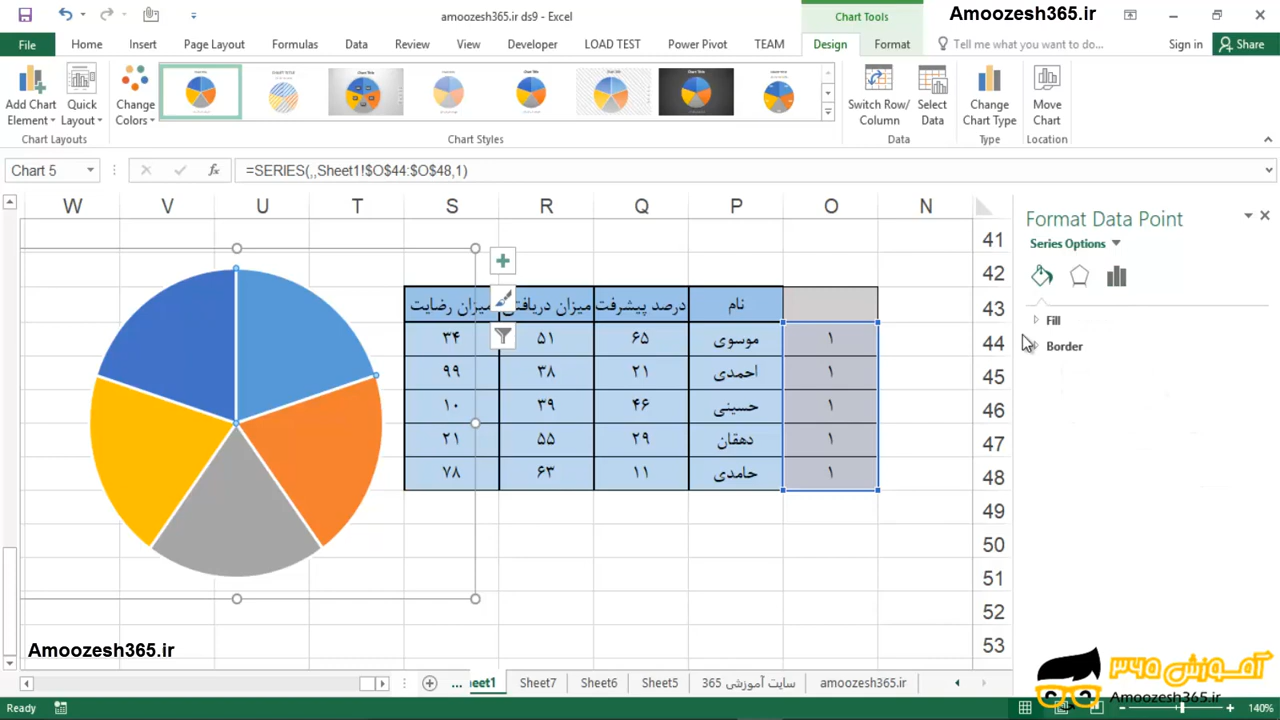 amoozesh365.ir ds9 - Excel
Chart Tools
Amoozesh365.ir
File
Home
Insert
Page Layout
Formulas
Data
Review
View
Developer
LOAD TEST
Power Pivot
TEAM
Design
Format
Tell me what you want to do...
Sign in
Share
Add Chart Element
Quick Layout
Change Colors
Switch Row/ Column
Select Data
Change Chart Type
Move Chart
Chart Layouts
Chart Styles
Data
Type
Location
Chart 5
fx
=SERIES(,,Sheet1!$O$44:$O$48,1)
W V U T S R Q P O N
41
42
43
44
45
46
47
48
49
50
51
52
53
نام درصد پیشرفت میزان دریافتی میزان رضایت
۱ موسوی ۶۵ ۵۱ ۳۴
۱ احمدی ۲۱ ۳۸ ۹۹
۱ حسینی ۴۶ ۳۹ ۱۰
۱ دهقان ۲۹ ۵۵ ۲۱
۱ حامدی ۱۱ ۶۳ ۷۸
Format Data Point
Series Options
Fill
Border
Amoozesh365.ir
... heet1
Sheet7
Sheet6
Sheet5
سایت آموزشی 365
amoozesh365.ir
آموزش ۳۶۵
Amoozesh365.ir
Ready
140%